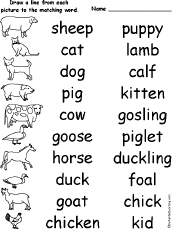 Draw a line from each
picture to the matching word.
Name
sheep puppy
cat lamb
dog calf
pig kitten
cow gosling
goose piglet
horse duckling
duck foal
goat chick
chicken kid